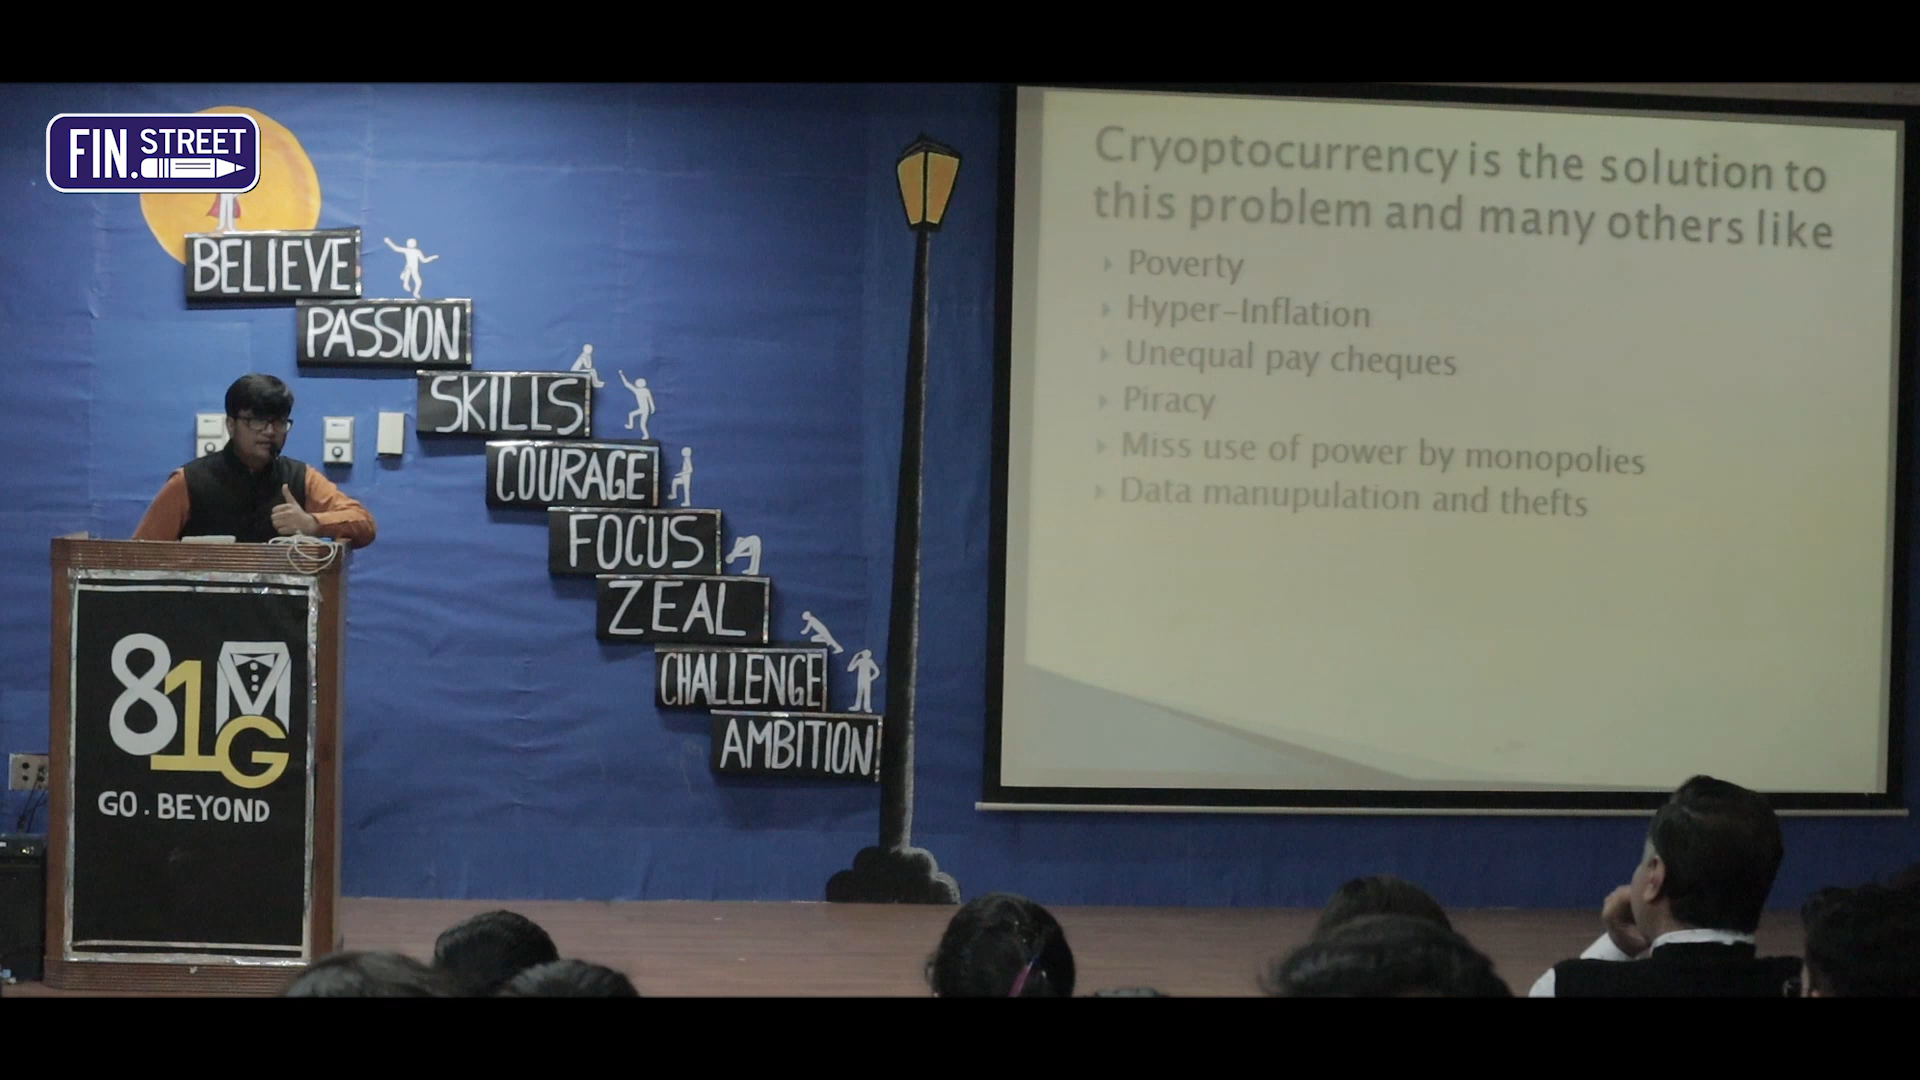 FIN. STREET
BELIEVE
PASSION
SKILLS
COURAGE
FOCUS
ZEAL
CHALLENGE
AMBITION
81
MG
GO.BEYOND
Cryoptocurrency is the solution to
this problem and many others like
Poverty
Hyper-Inflation
Unequal pay cheques
Piracy
Miss use of power by monopolies
Data manupulation and thefts